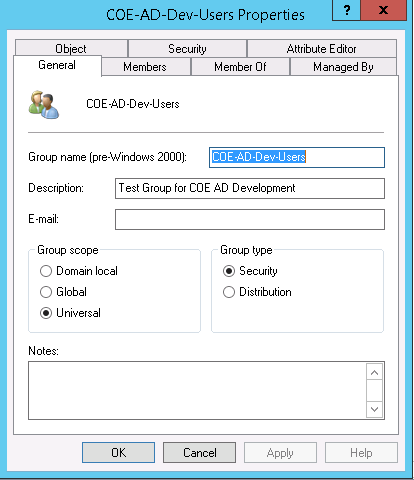 COE-AD-Dev-Users Properties
?
X
Object
Security
Attribute Editor
General
Members
Member Of
Managed By
COE-AD-Dev-Users
Group name (pre-Windows 2000):
COE-AD-Dev-Users
Description:
Test Group for COE AD Development
E-mail:
Group scope
Domain local
Global
Universal
Group type
Security
Distribution
Notes:
OK
Cancel
Apply
Help